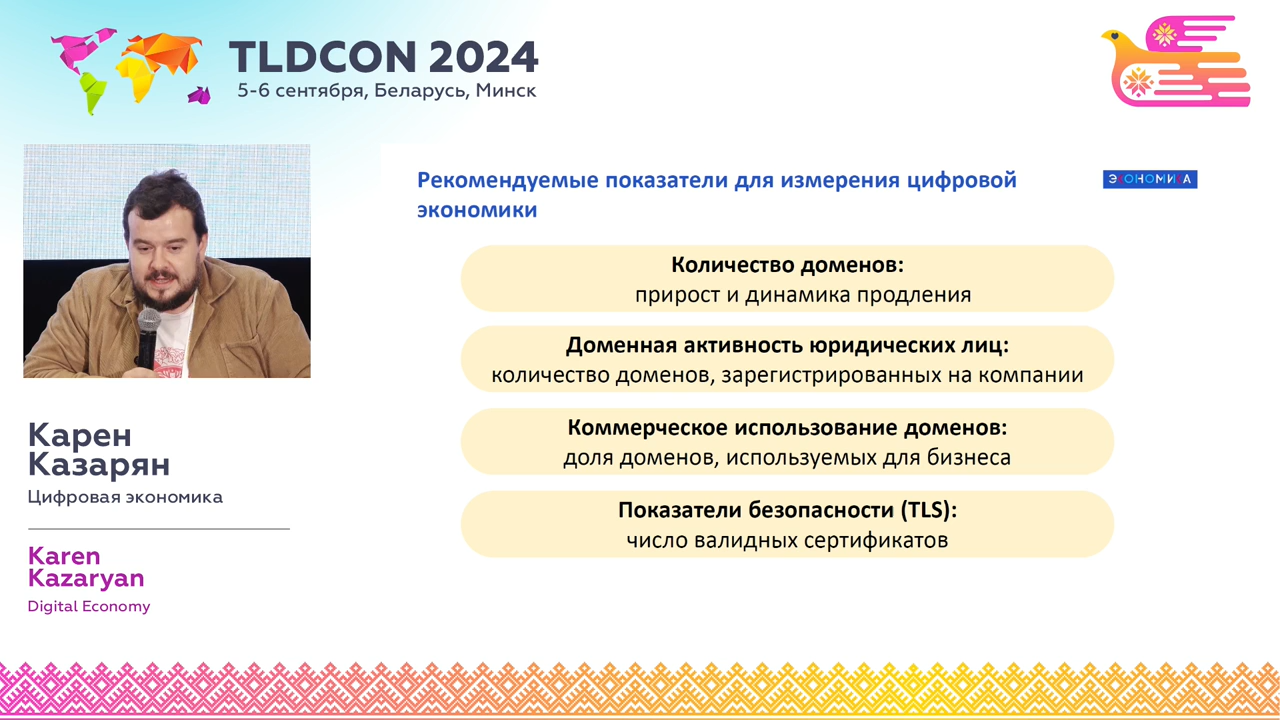 TLDCON 2024
5-6 сентября, Беларусь, Минск
Рекомендуемые показатели для измерения цифровой
экономики
ЭКОНОМИКА
Количество доменов:
прирост и динамика продления
Доменная активность юридических лиц:
количество доменов, зарегистрированных на компании
Коммерческое использование доменов:
доля доменов, используемых для бизнеса
Показатели безопасности (TLS):
число валидных сертификатов
Карен
Казарян
Цифровая экономика
Karen
Kazaryan
Digital Economy